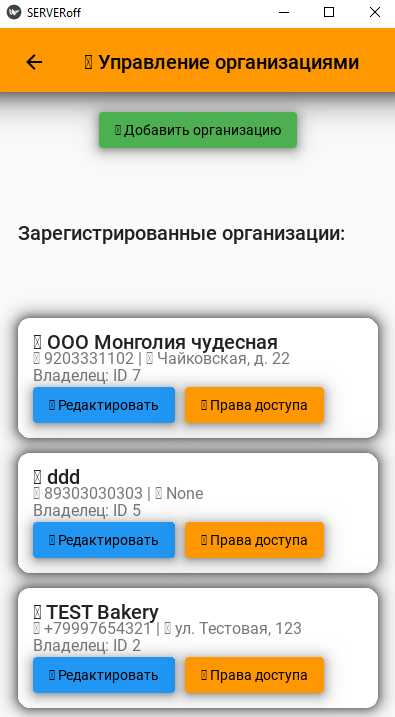 SERVERoff
Управление организациями
Добавить организацию
Зарегистрированные организации:
ООО Монголия чудесная
9203331102 | Чайковская, д. 22
Владелец: ID 7
Редактировать Права доступа
ddd
89303030303 | None
Владелец: ID 5
Редактировать Права доступа
TEST Bakery
+79997654321 | ул. Тестовая, 123
Владелец: ID 2
Редактировать Права доступа